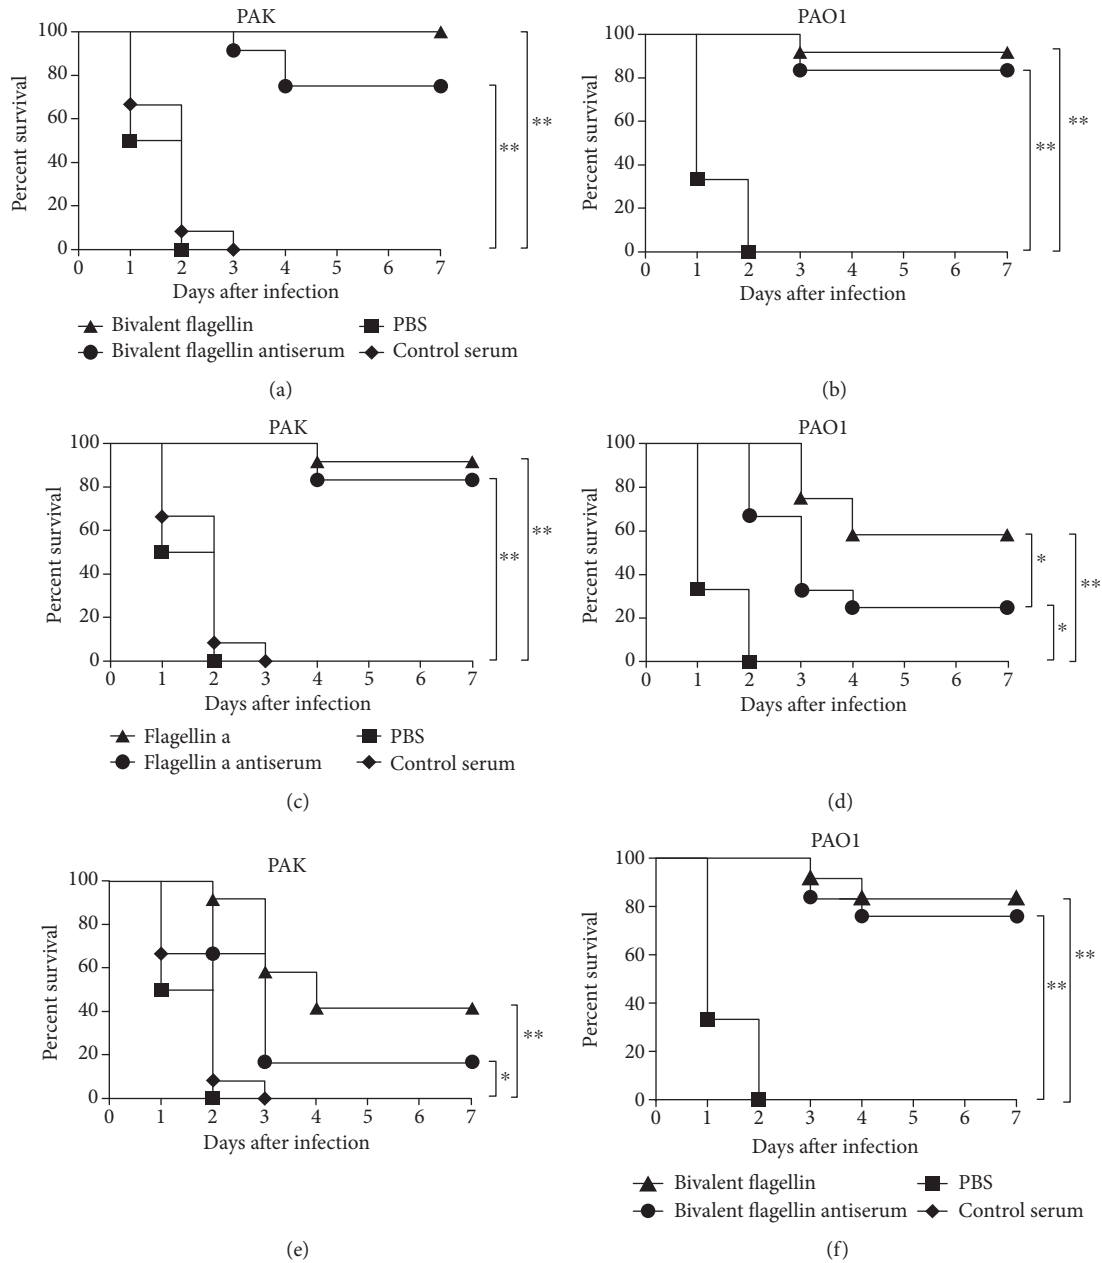 PAK
100
80
60
40
20
0
Percent survival
0 1 2 3 4 5 6 7
Days after infection
**
**
Bivalent flagellin
PBS
Bivalent flagellin antiserum
Control serum
(a)
PAO1
100
80
60
40
20
0
Percent survival
0 1 2 3 4 5 6 7
Days after infection
**
**
(b)
PAK
100
80
60
40
20
0
Percent survival
0 1 2 3 4 5 6 7
Days after infection
**
**
Flagellin a
PBS
Flagellin a antiserum
Control serum
(c)
PAO1
100
80
60
40
20
0
Percent survival
0 1 2 3 4 5 6 7
Days after infection
*
**
*
(d)
PAK
100
80
60
40
20
0
Percent survival
0 1 2 3 4 5 6 7
Days after infection
**
*
(e)
PAO1
100
80
60
40
20
0
Percent survival
0 1 2 3 4 5 6 7
Days after infection
**
**
Bivalent flagellin
PBS
Bivalent flagellin antiserum
Control serum
(f)